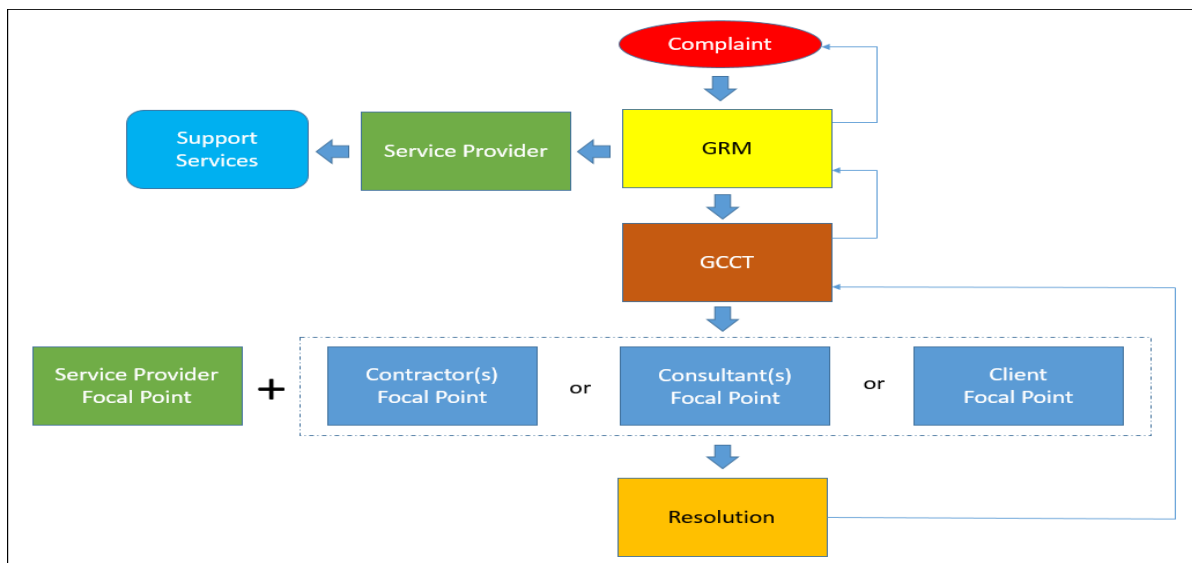 Complaint
Support
Services
Service Provider
GRM
GCCT
Service Provider
Focal Point
+
Contractor(s)
Focal Point
or
Consultant(s)
Focal Point
or
Client
Focal Point
Resolution